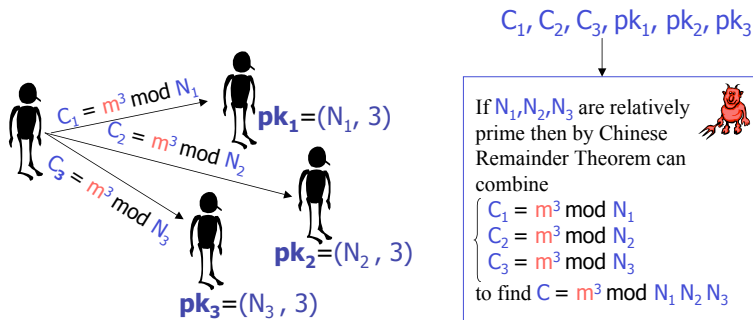 C₁, C₂, C₃, pk₁, pk₂, pk₃
C₁ = m³ mod N₁
pk₁=(N₁, 3)
C₂ = m³ mod N₂
C₃ = m³ mod N₃
pk₂=(N₂ , 3)
pk₃=(N₃ , 3)
If N₁,N₂,N₃ are relatively
prime then by Chinese
Remainder Theorem can
combine
C₁ = m³ mod N₁
C₂ = m³ mod N₂
C₃ = m³ mod N₃
to find C = m³ mod N₁ N₂ N₃